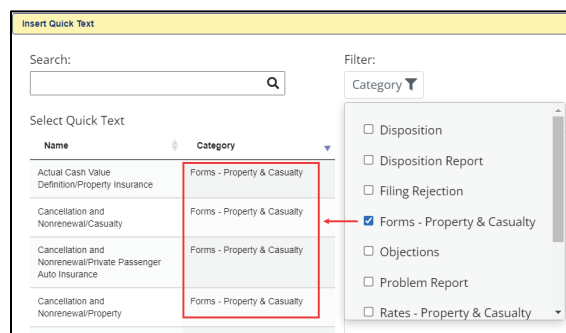 Insert Quick Text
Search:
Filter:
Category
Select Quick Text
Name Category
Actual Cash Value Forms - Property & Casualty
Definition/Property Insurance
Cancellation and Forms - Property & Casualty
Nonrenewal/Casualty
Cancellation and Forms - Property & Casualty
Nonrenewal/Private Passenger
Auto Insurance
Cancellation and Forms - Property & Casualty
Nonrenewal/Property
Disposition
Disposition Report
Filing Rejection
Forms - Property & Casualty
Objections
Problem Report
Rates - Property & Casualty